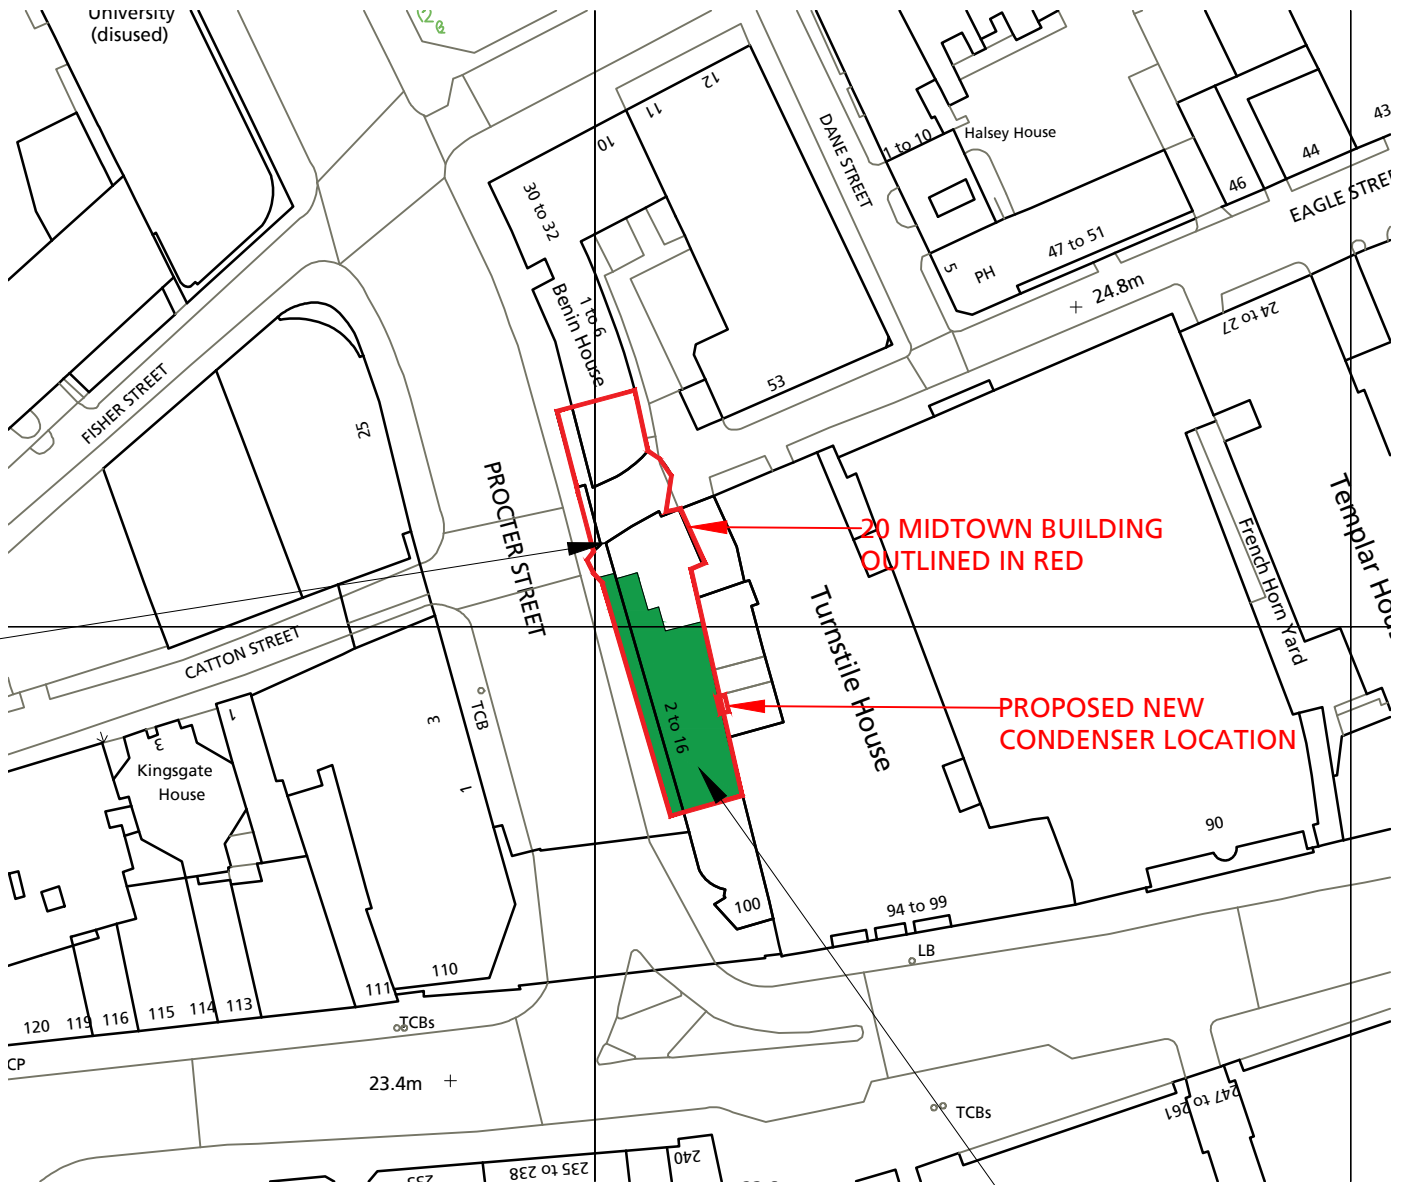 University
(disused)
12
11
10
30 to 32
Benin House
1 to 6
DANE STREET
1 to 10
Halsey House
43
44
46
EAGLE STREE
47 to 51
5
PH
24.8m
24 to 27
53
FISHER STREET
25
PROCTER STREET
20 MIDTOWN BUILDING
OUTLINED IN RED
French Horn Yard
Templar Hou
Turnstile House
CATTON STREET
PROPOSED NEW
CONDENSER LOCATION
2 to 16
TCB
3
1
1
3
Kingsgate
House
90
100
94 to 99
LB
110
111
113
114
115
116
119
120
TCBs
CP
23.4m
TCBs
247 to 261
240
235 to 238